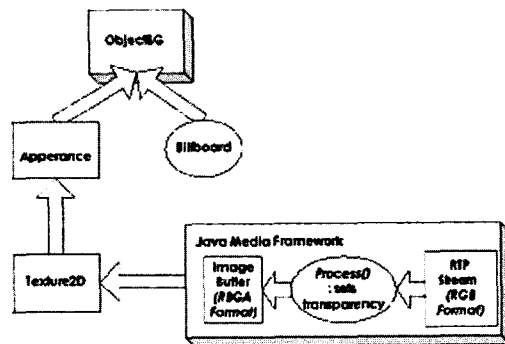 ObjectBG
Apperance
Billboard
Texture2D
Java Media Framework
Image
Buffer
(RBGA
Format)
Process()
: sets
transparency
RTP
Stream
(RGB
Format)